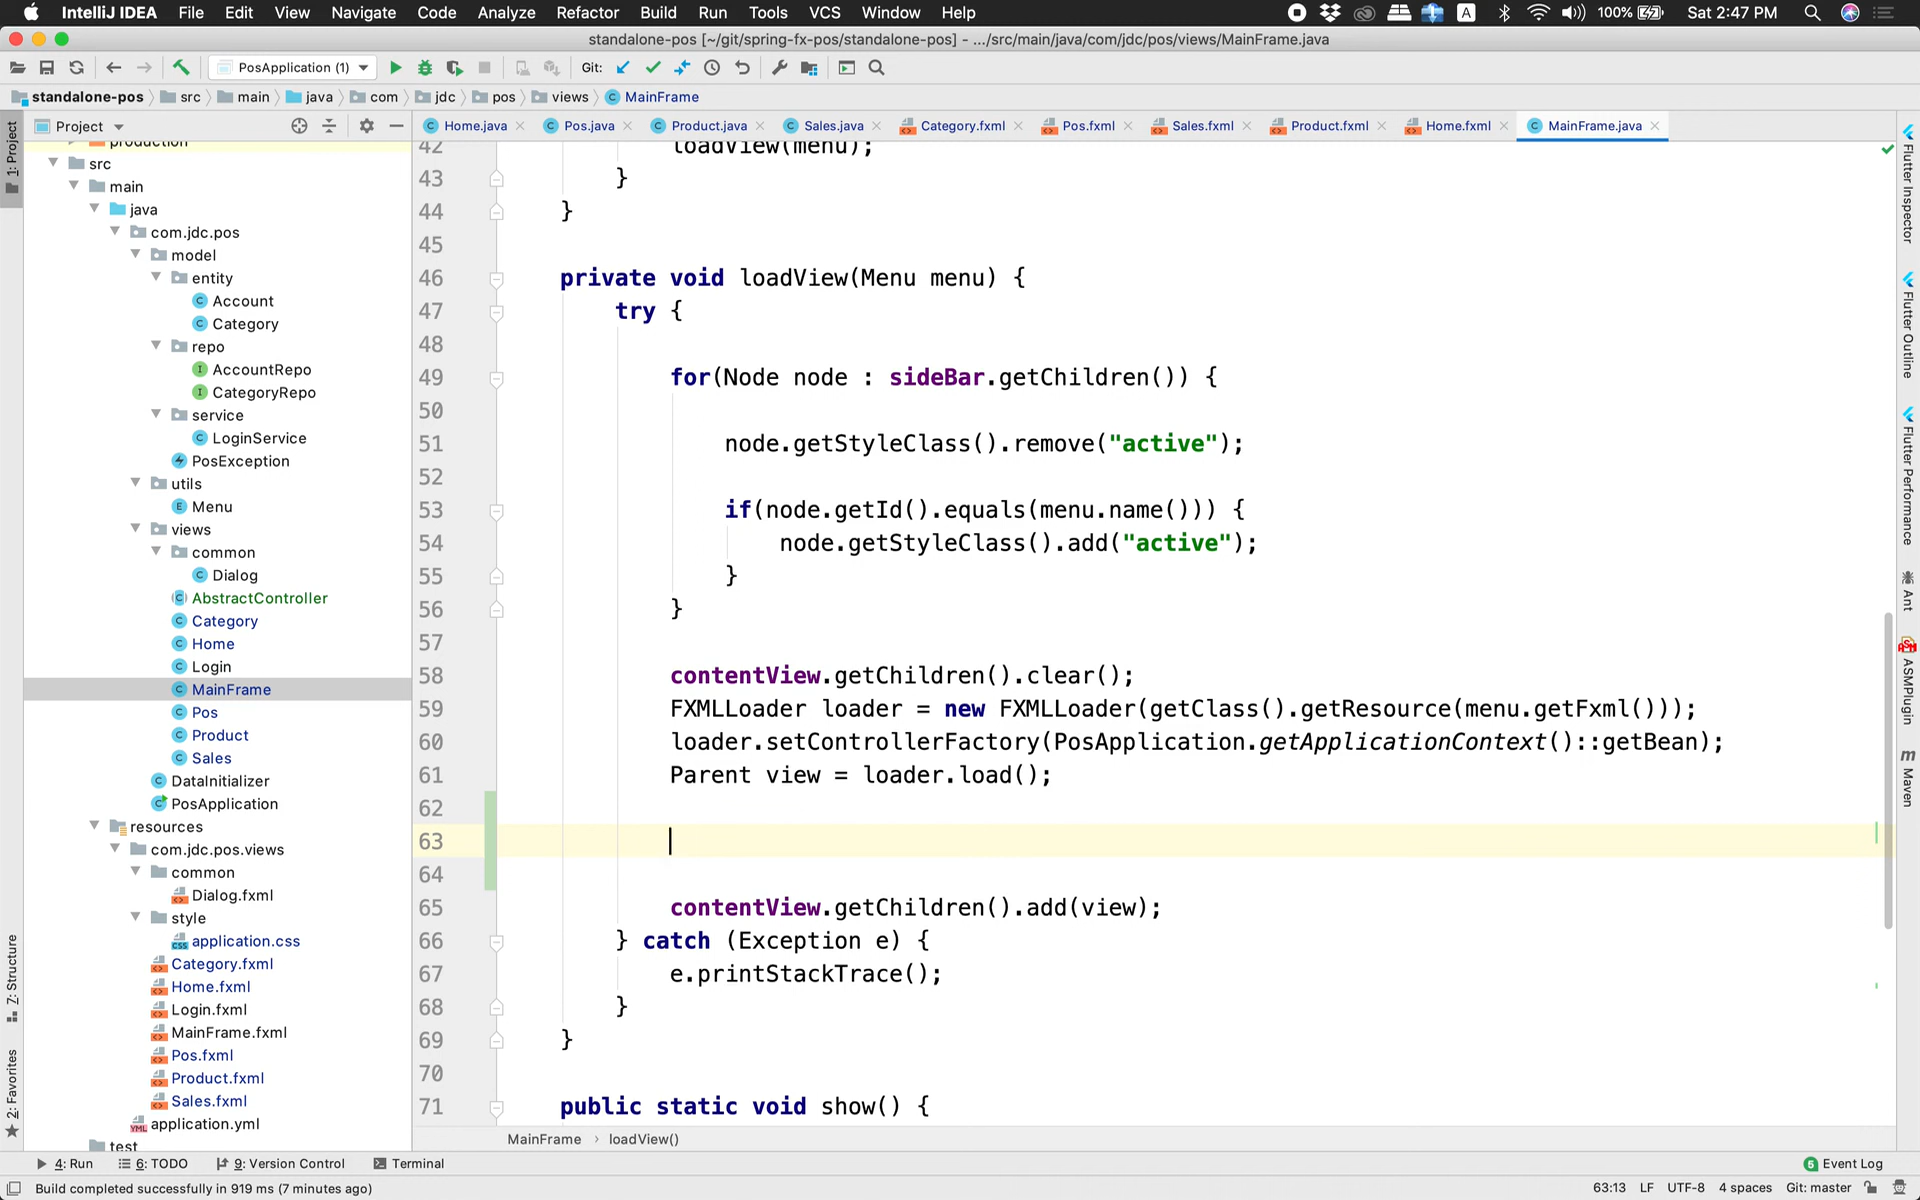 IntelliJ IDEA File Edit View Navigate Code Analyze Refactor Build Run Tools VCS Window Help 100% Sat 2:47 PM
standalone-pos [~/git/spring-fx-pos/standalone-pos] - .../src/main/java/com/jdc/pos/views/MainFrame.java
PosApplication (1) Git:
standalone-pos src main java com jdc pos views MainFrame
Project
Home.java Pos.java Product.java Sales.java Category.fxml Pos.fxml Sales.fxml Product.fxml Home.fxml MainFrame.java
1: Project
Z: Structure
2: Favorites
production
src
main
java
com.jdc.pos
model
entity
Account
Category
repo
AccountRepo
CategoryRepo
service
LoginService
PosException
utils
Menu
views
common
Dialog
AbstractController
Category
Home
Login
MainFrame
Pos
Product
Sales
DataInitializer
PosApplication
resources
com.jdc.pos.views
common
Dialog.fxml
style
application.css
Category.fxml
Home.fxml
Login.fxml
MainFrame.fxml
Pos.fxml
Product.fxml
Sales.fxml
application.yml
test
42 loadView(menu);
43 }
44 }
45
46 private void loadView(Menu menu) {
47 try {
48
49 for(Node node : sideBar.getChildren()) {
50
51 node.getStyleClass().remove("active");
52
53 if(node.getId().equals(menu.name())) {
54 node.getStyleClass().add("active");
55 }
56 }
57
58 contentView.getChildren().clear();
59 FXMLLoader loader = new FXMLLoader(getClass().getResource(menu.getFxml()));
60 loader.setControllerFactory(PosApplication.getApplicationContext()::getBean);
61 Parent view = loader.load();
62
63
64
65 contentView.getChildren().add(view);
66 } catch (Exception e) {
67 e.printStackTrace();
68 }
69 }
70
71 public static void show() {
MainFrame › loadView()
Flutter Inspector
Flutter Outline
Flutter Performance
Ant
ASMPlugin
Maven
4: Run 6: TODO 9: Version Control Terminal 5 Event Log
Build completed successfully in 919 ms (7 minutes ago) 63:13 LF UTF-8 4 spaces Git: master